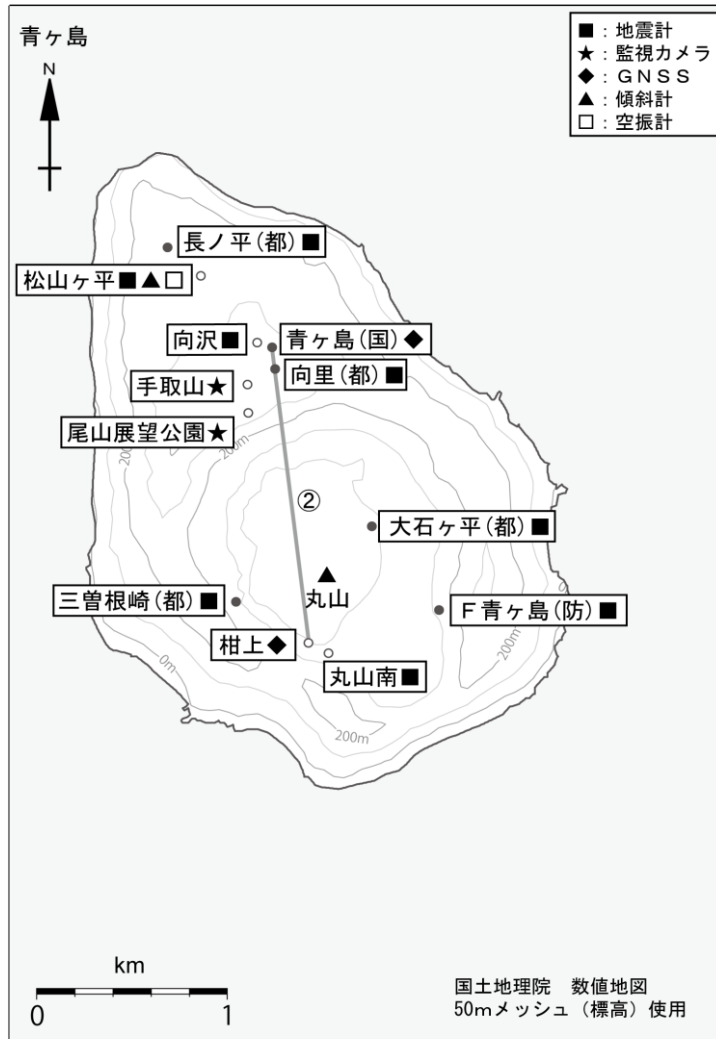 青ヶ島
N
■：地震計
★：監視カメラ
◆：ＧＮＳＳ
▲：傾斜計
□：空振計
長ノ平(都)■
松山ヶ平■▲□
向沢■
青ヶ島(国)◆
向里(都)■
手取山★
尾山展望公園★
200m
200m
②
大石ヶ平(都)■
丸山
三曽根崎(都)■
Ｆ青ヶ島(防)■
0m
柑上◆
丸山南■
200m
0m
200m
km
0 1
国土地理院 数値地図
50mメッシュ（標高）使用